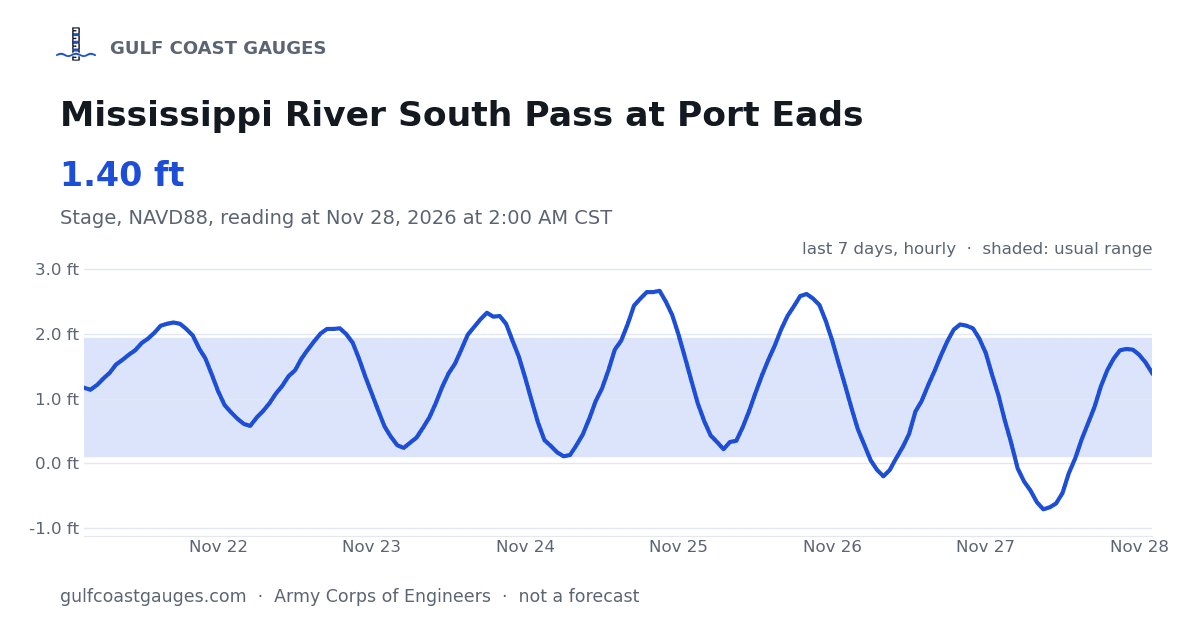 GULF COAST GAUGES
Mississippi River South Pass at Port Eads
1.40 ft
Stage, NAVD88, reading at Nov 28, 2026 at 2:00 AM CST
last 7 days, hourly · shaded: usual range
3.0 ft
2.0 ft
1.0 ft
0.0 ft
-1.0 ft
Nov 22 Nov 23 Nov 24 Nov 25 Nov 26 Nov 27 Nov 28
gulfcoastgauges.com · Army Corps of Engineers · not a forecast